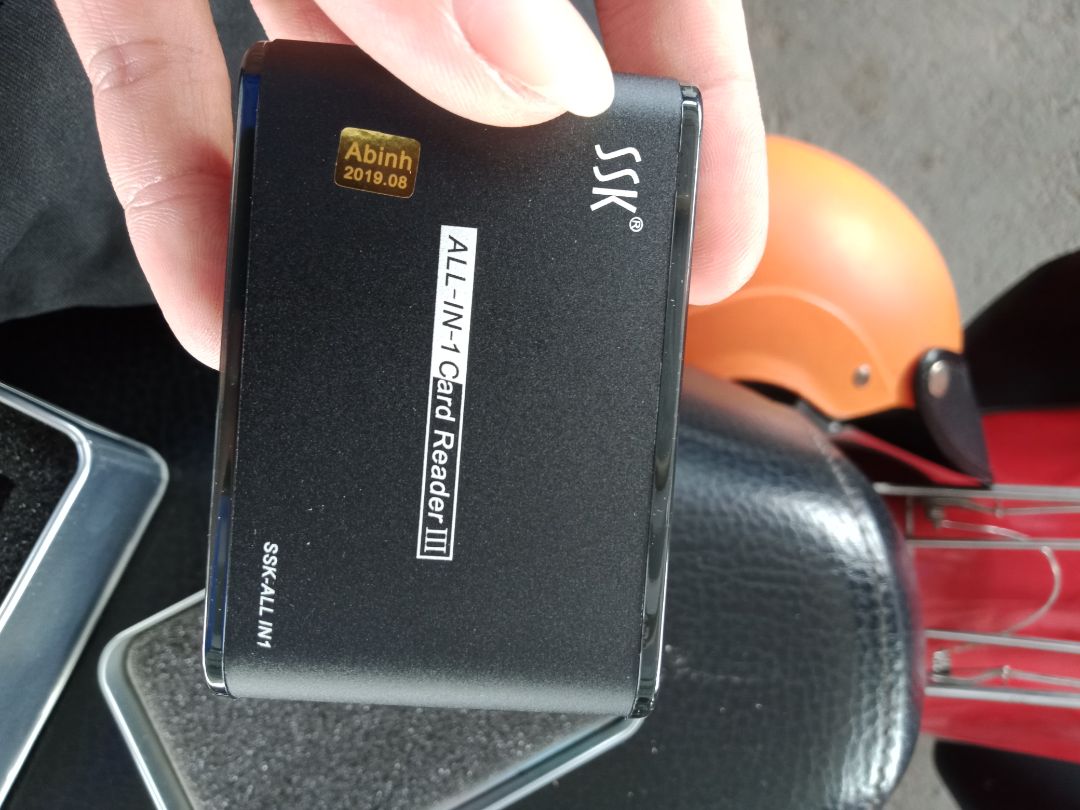 SSK®
ALL-IN-1 Card Reader III
SSK-ALL IN1
Abinh
2019.08